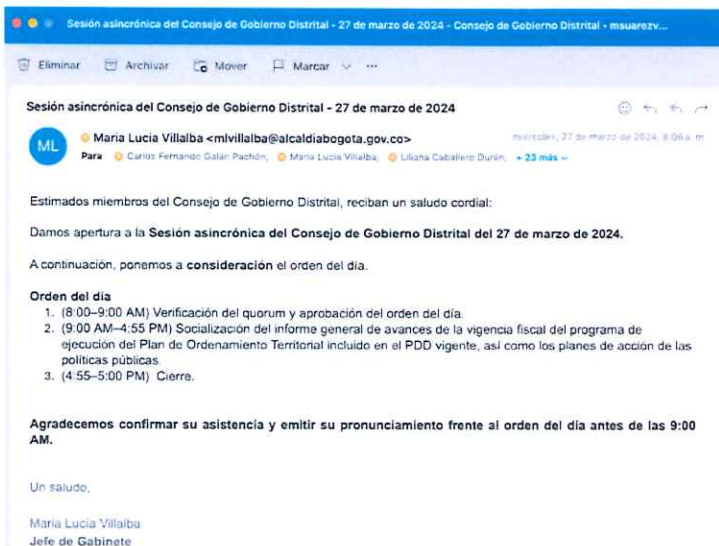 Sesión asincrónica del Consejo de Gobierno Distrital - 27 de marzo de 2024 - Consejo de Gobierno Distrital • msuarezv...
Eliminar Archivar Mover Marcar ...
Sesión asincrónica del Consejo de Gobierno Distrital - 27 de marzo de 2024
ML
Maria Lucia Villalba <mlvillalba@alcaldiabogota.gov.co>
miércoles, 27 de marzo de 2024, 8:06 a. m.
Para Carlos Fernando Galán Pachón; Maria Lucia Villalba; Liliana Caballero Durán; + 23 más
Estimados miembros del Consejo de Gobierno Distrital, reciban un saludo cordial:
Damos apertura a la Sesión asincrónica del Consejo de Gobierno Distrital del 27 de marzo de 2024.
A continuación, ponemos a consideración el orden del día.
Orden del día
1. (8:00–9:00 AM) Verificación del quorum y aprobación del orden del día.
2. (9:00 AM–4:55 PM) Socialización del informe general de avances de la vigencia fiscal del programa de
ejecución del Plan de Ordenamiento Territorial incluido en el PDD vigente, así como los planes de acción de las
políticas públicas.
3. (4:55–5:00 PM) Cierre.
Agradecemos confirmar su asistencia y emitir su pronunciamiento frente al orden del día antes de las 9:00
AM.
Un saludo,
Maria Lucia Villalba
Jefe de Gabinete